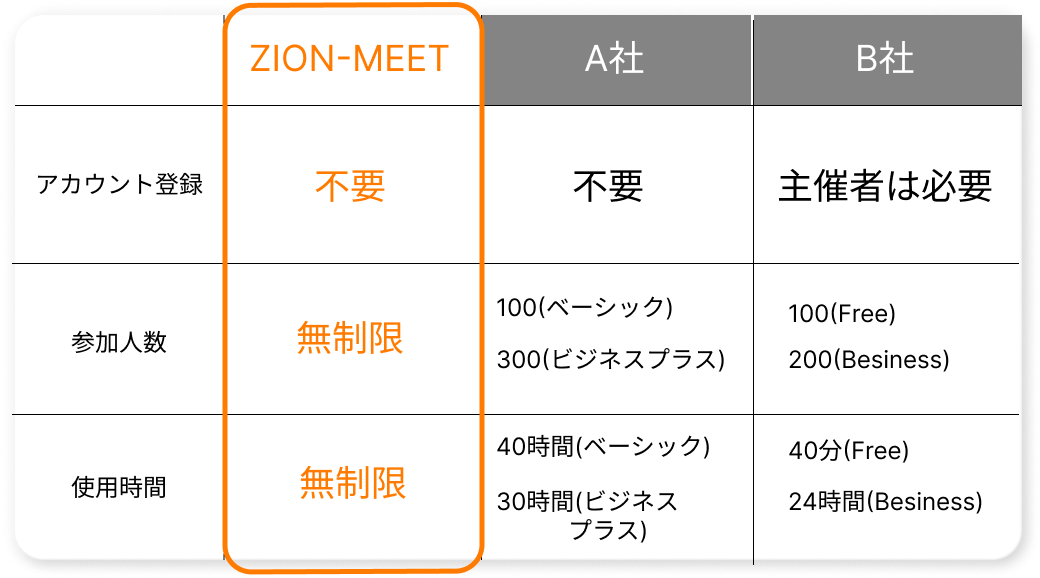 ZION-MEET A社 B社
アカウント登録 不要 不要 主催者は必要
参加人数 無制限 100(ベーシック) 100(Free)
300(ビジネスプラス) 200(Besiness)
使用時間 無制限 40時間(ベーシック) 40分(Free)
30時間(ビジネス 24時間(Besiness)
プラス)